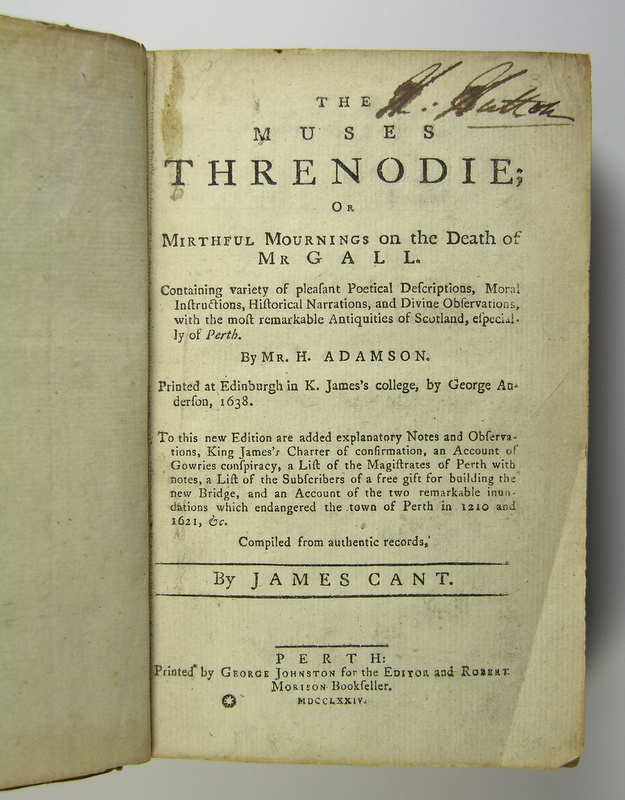 THE
H: Hutton
MUSES
THRENODIE;
OR
MIRTHFUL MOURNINGS on the Death of
MR GALL.
Containing variety of pleaſant Poetical Deſcriptions, Moral
Inſtructions, Hiſtorical Narrations, and Divine Obſervations,
with the moſt remarkable Antiquities of Scotland, eſpecial-
ly of Perth.
By MR. H. ADAMSON.
Printed at Edinburgh in K. James's college, by George An-
derſon, 1638.
To this new Edition are added explanatory Notes and Obſerva-
tions, King James's Charter of confirmation, an Account of
Gowries conſpiracy, a Liſt of the Magiſtrates of Perth with
notes, a Liſt of the Subſcribers of a free gift for building the
new Bridge, and an Account of the two remarkable inun-
dations which endangered the town of Perth in 1210 and
1621, &c.
Compiled from authentic records,
By JAMES CANT.
PERTH:
Printed by GEORGE JOHNSTON for the EDITOR and ROBERT
MORISON Bookſeller.
MDCCLXXIV.